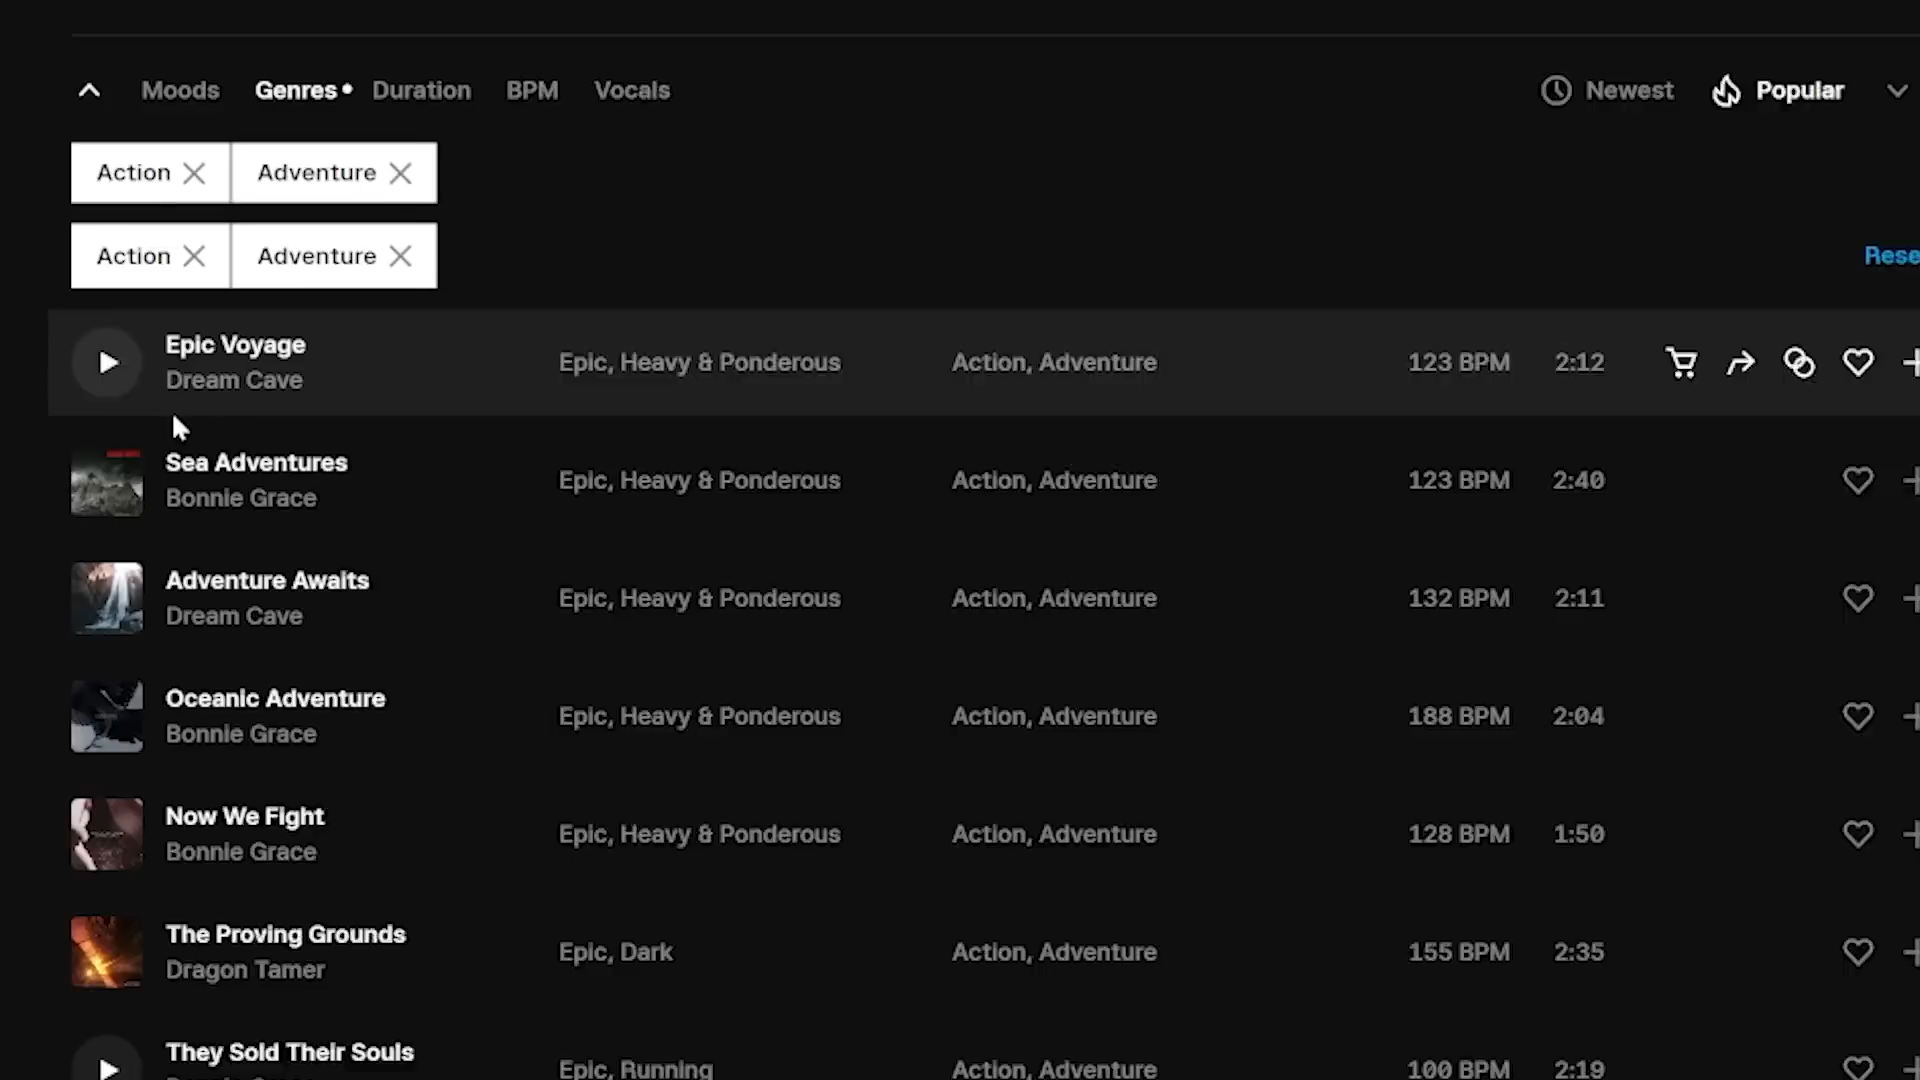 Moods Genres• Duration BPM Vocals Newest Popular
Action Adventure
Action Adventure
Rese
Epic Voyage
Dream Cave
Epic, Heavy & Ponderous Action, Adventure 123 BPM 2:12
Sea Adventures
Bonnie Grace
Epic, Heavy & Ponderous Action, Adventure 123 BPM 2:40
Adventure Awaits
Dream Cave
Epic, Heavy & Ponderous Action, Adventure 132 BPM 2:11
Oceanic Adventure
Bonnie Grace
Epic, Heavy & Ponderous Action, Adventure 188 BPM 2:04
Now We Fight
Bonnie Grace
Epic, Heavy & Ponderous Action, Adventure 128 BPM 1:50
The Proving Grounds
Dragon Tamer
Epic, Dark Action, Adventure 155 BPM 2:35
They Sold Their Souls
Epic, Running Action, Adventure 100 BPM 2:19